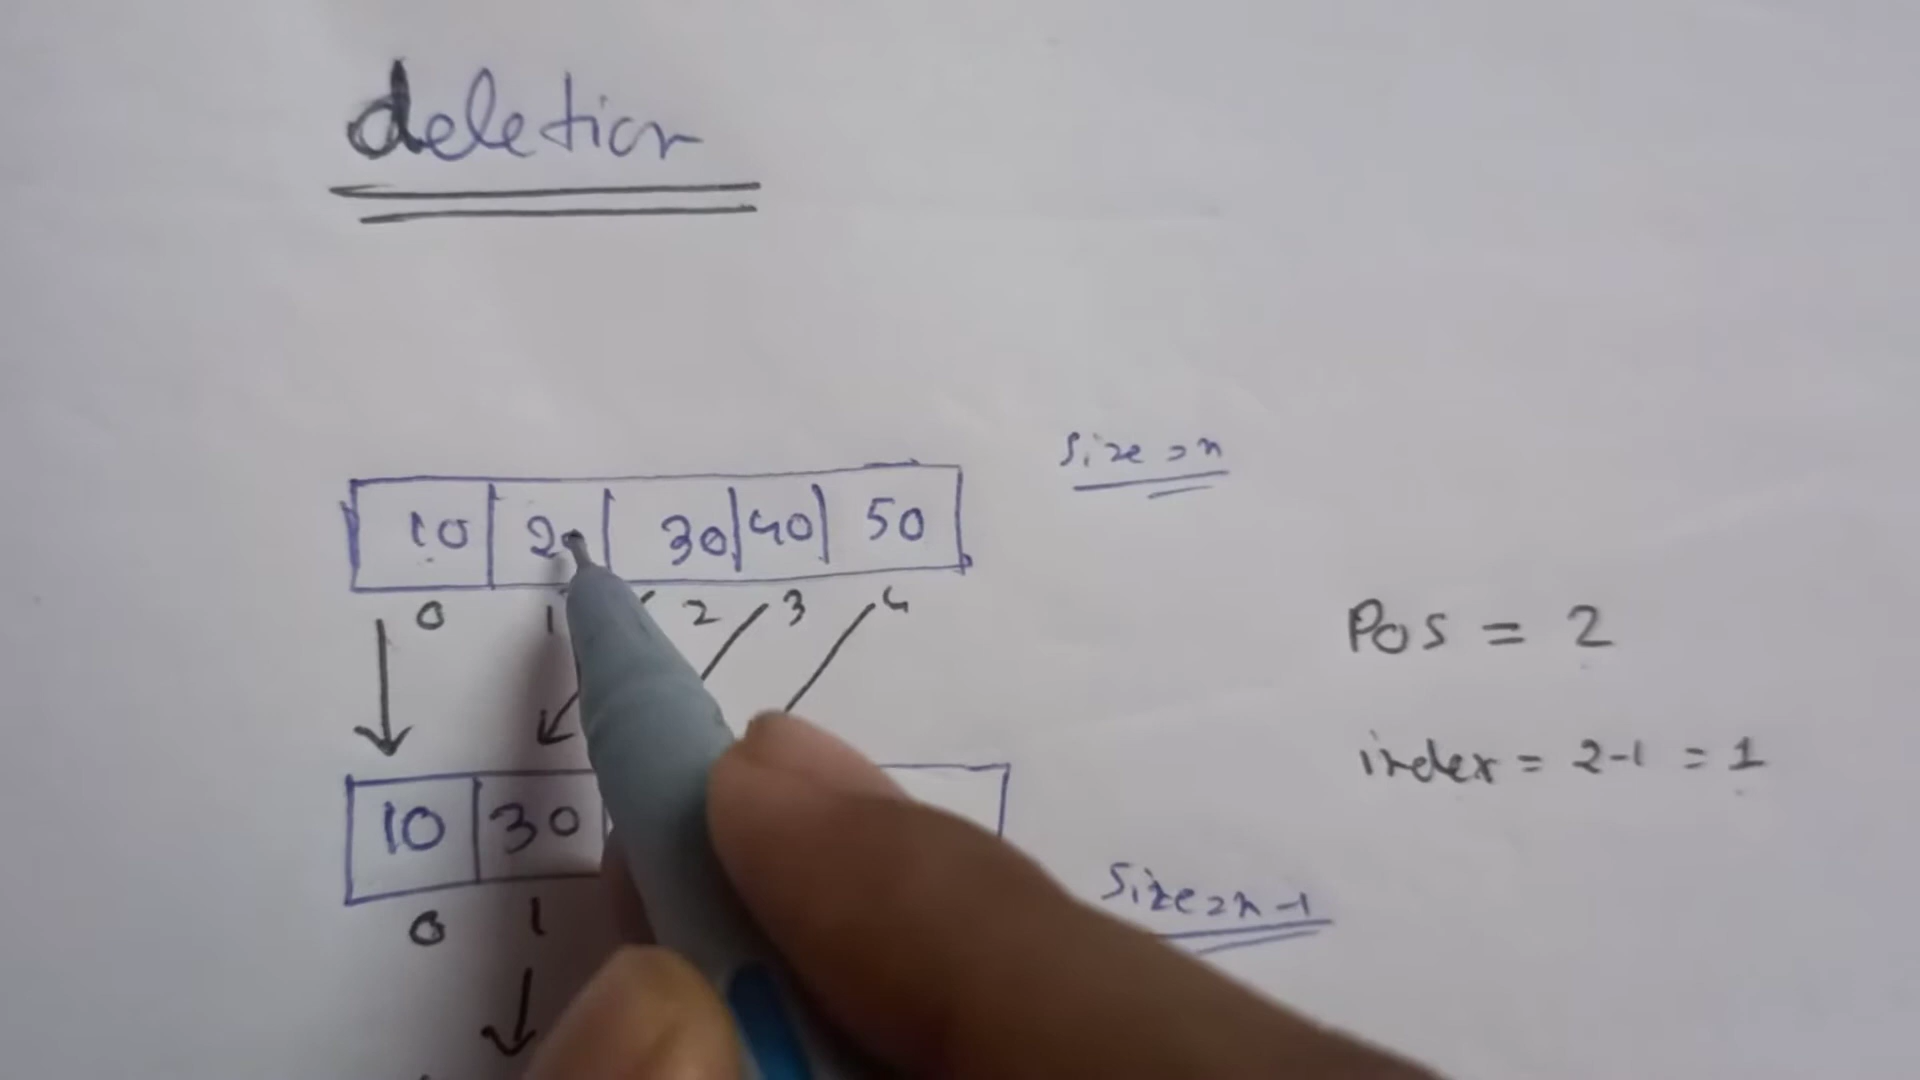 deletion
size = n
10 20 30 40 50
0 1 2 3 4
Pos = 2
index = 2-1 = 1
10 30
size = n-1
0 1